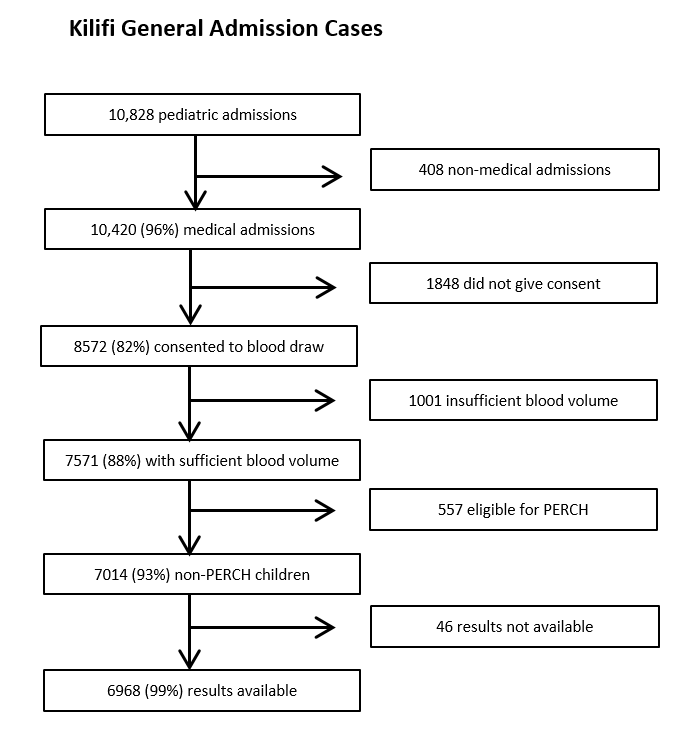 Kilifi General Admission Cases
10,828 pediatric admissions
408 non-medical admissions
10,420 (96%) medical admissions
1848 did not give consent
8572 (82%) consented to blood draw
1001 insufficient blood volume
7571 (88%) with sufficient blood volume
557 eligible for PERCH
7014 (93%) non-PERCH children
46 results not available
6968 (99%) results available